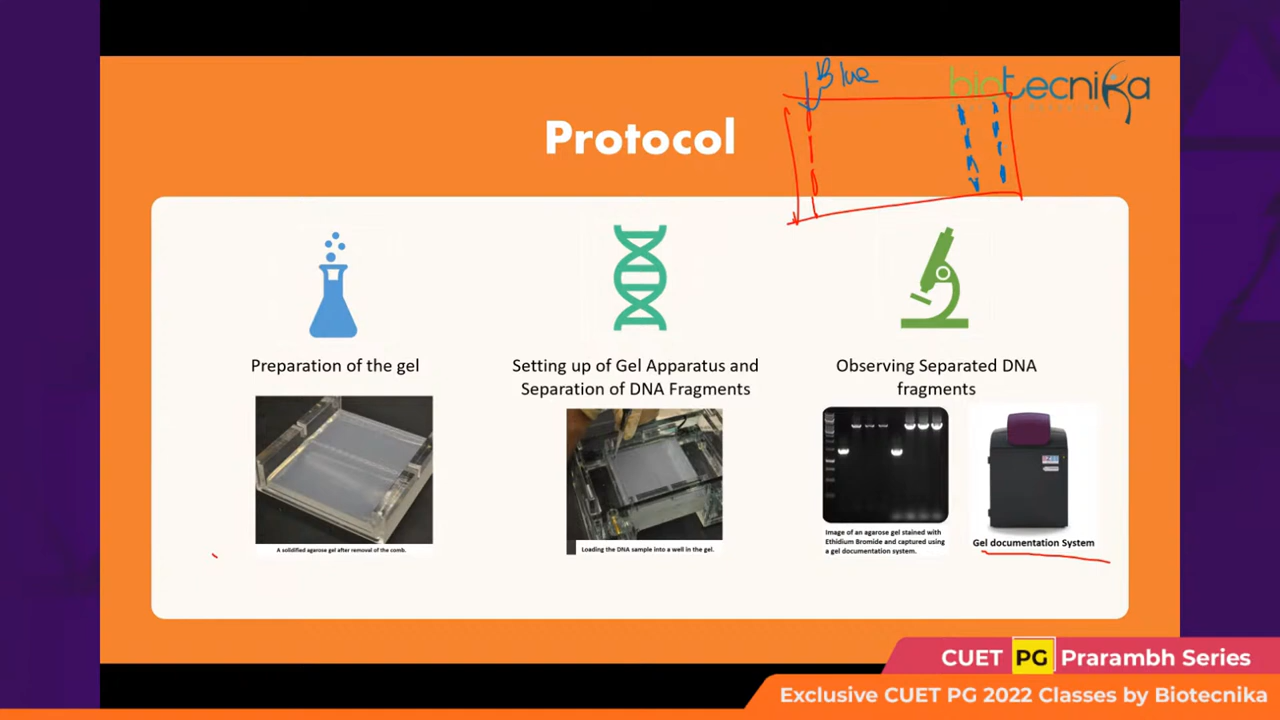 Blue
biotecnika
Protocol
Preparation of the gel
Setting up of Gel Apparatus and
Separation of DNA Fragments
Observing Separated DNA
fragments
A solidified agarose gel after removal of the comb.
Loading the DNA sample into a well in the gel.
Image of an agarose gel stained with
Ethidium Bromide and captured using
a gel documentation system.
Gel documentation System
CUET PG Prarambh Series
Exclusive CUET PG 2022 Classes by Biotecnika